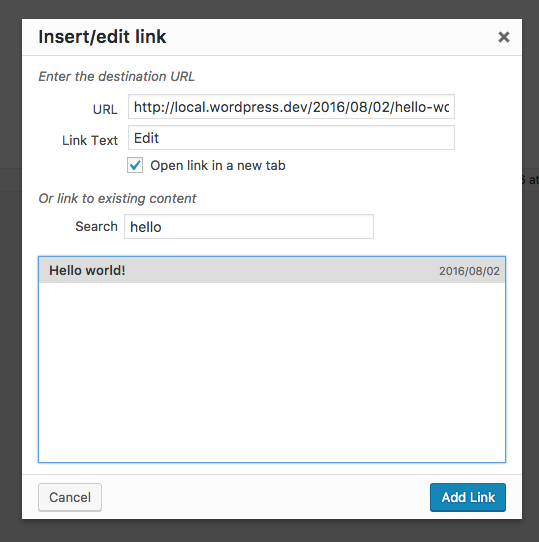 Insert/edit link
Enter the destination URL
URL http://local.wordpress.dev/2016/08/02/hello-wo
Link Text Edit
Open link in a new tab
Or link to existing content
Search hello
Hello world! 2016/08/02
Cancel Add Link